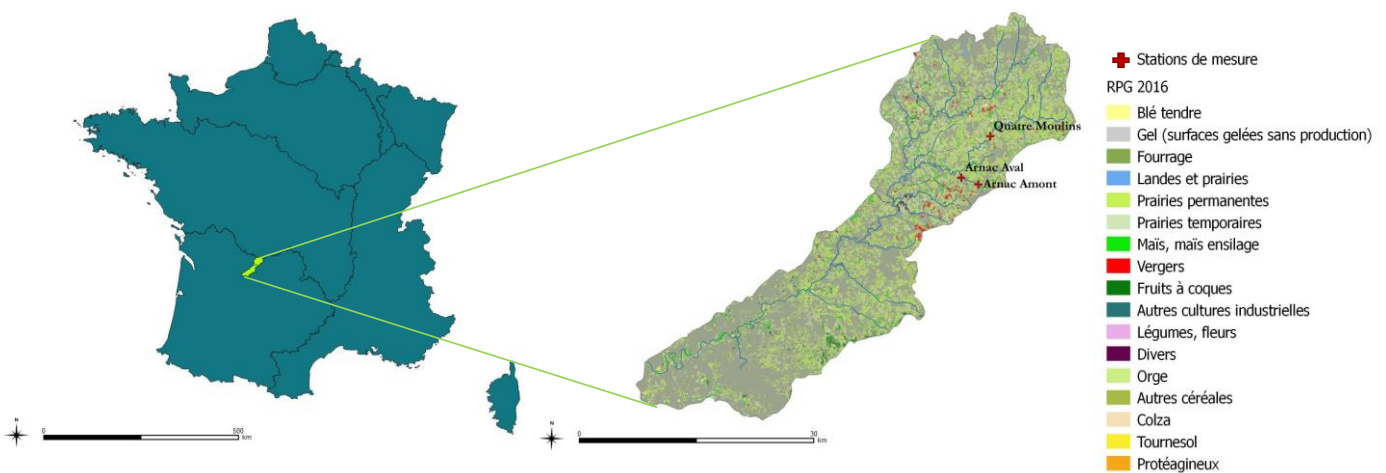 N
0
500
km
Quatre Moulins
Arnac Aval
Arnac Amont
N
0
30
km
Stations de mesure
RPG 2016
Blé tendre
Gel (surfaces gelées sans production)
Fourrage
Landes et prairies
Prairies permanentes
Prairies temporaires
Maïs, maïs ensilage
Vergers
Fruits à coques
Autres cultures industrielles
Légumes, fleurs
Divers
Orge
Autres céréales
Colza
Tournesol
Protéagineux